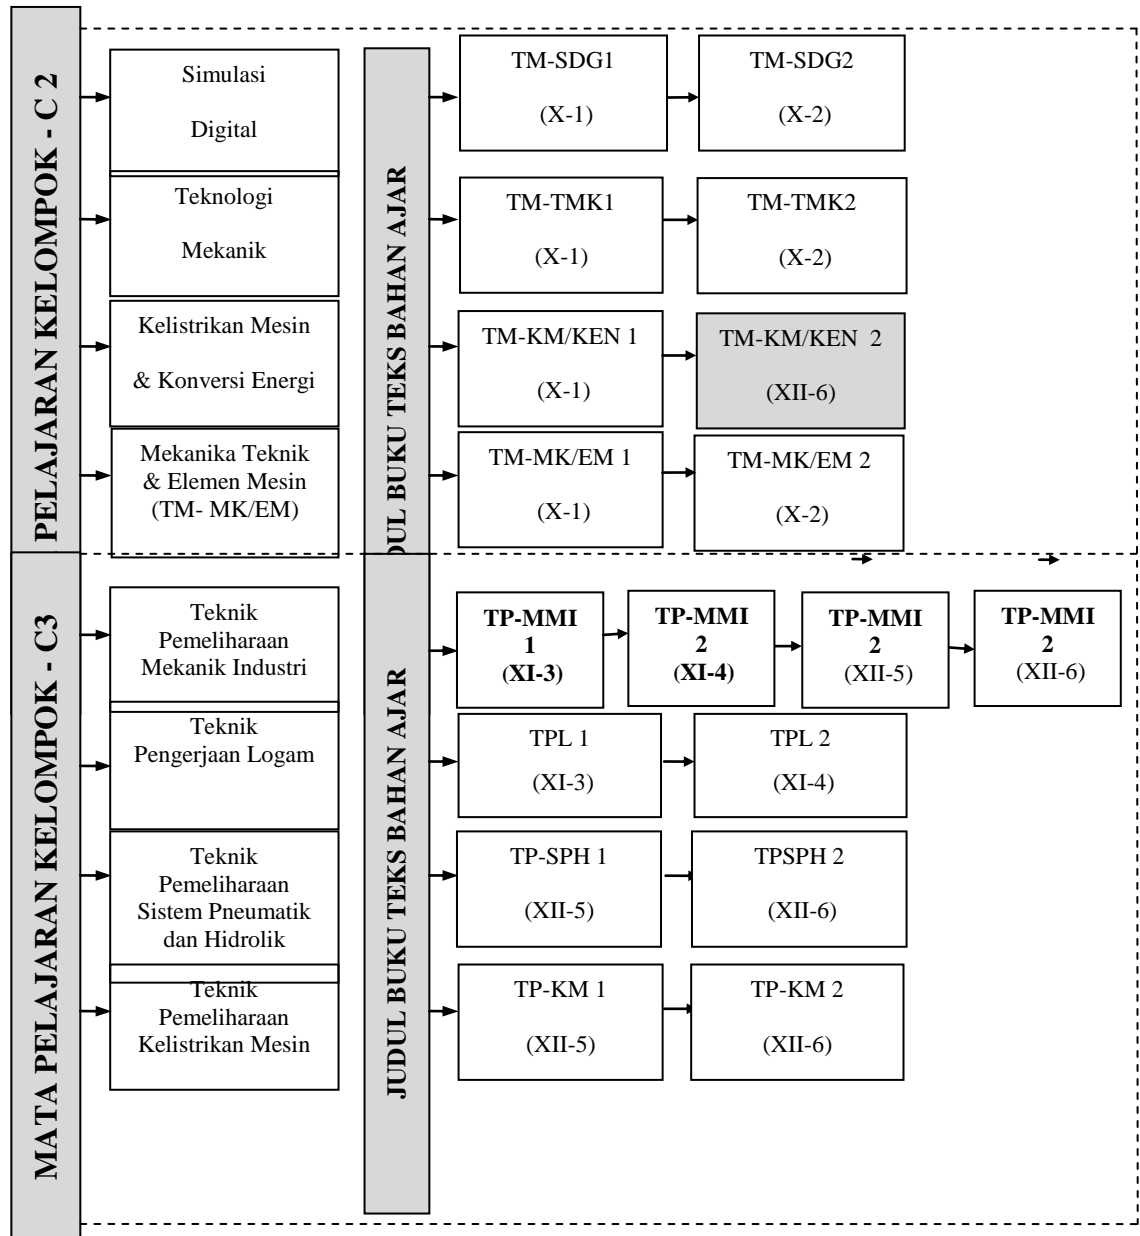 PELAJARAN KELOMPOK - C 2
Simulasi
Digital
Teknologi
Mekanik
Kelistrikan Mesin
& Konversi Energi
Mekanika Teknik
& Elemen Mesin
(TM- MK/EM)
BUKU TEKS BAHAN AJAR
TM-SDG1
(X-1)
TM-SDG2
(X-2)
TM-TMK1
(X-1)
TM-TMK2
(X-2)
TM-KM/KEN 1
(X-1)
TM-KM/KEN 2
(XII-6)
TM-MK/EM 1
(X-1)
TM-MK/EM 2
(X-2)
MATA PELAJARAN KELOMPOK - C3
Teknik
Pemeliharaan
Mekanik Industri
Teknik
Pengerjaan Logam
Teknik
Pemeliharaan
Sistem Pneumatik
dan Hidrolik
Teknik
Pemeliharaan
Kelistrikan Mesin
JUDUL BUKU TEKS BAHAN AJAR
TP-MMI
1
(XI-3)
TP-MMI
2
(XI-4)
TP-MMI
2
(XII-5)
TP-MMI
2
(XII-6)
TPL 1
(XI-3)
TPL 2
(XI-4)
TP-SPH 1
(XII-5)
TPSPH 2
(XII-6)
TP-KM 1
(XII-5)
TP-KM 2
(XII-6)